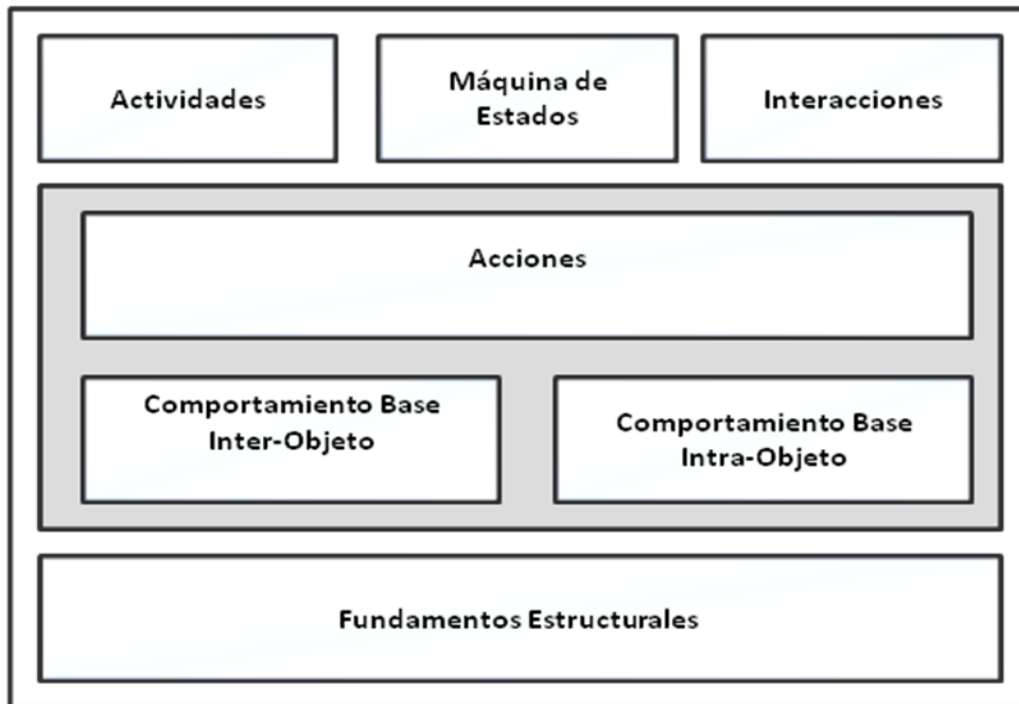 Actividades
Máquina de
Estados
Interacciones
Acciones
Comportamiento Base
Inter-Objeto
Comportamiento Base
Intra-Objeto
Fundamentos Estructurales